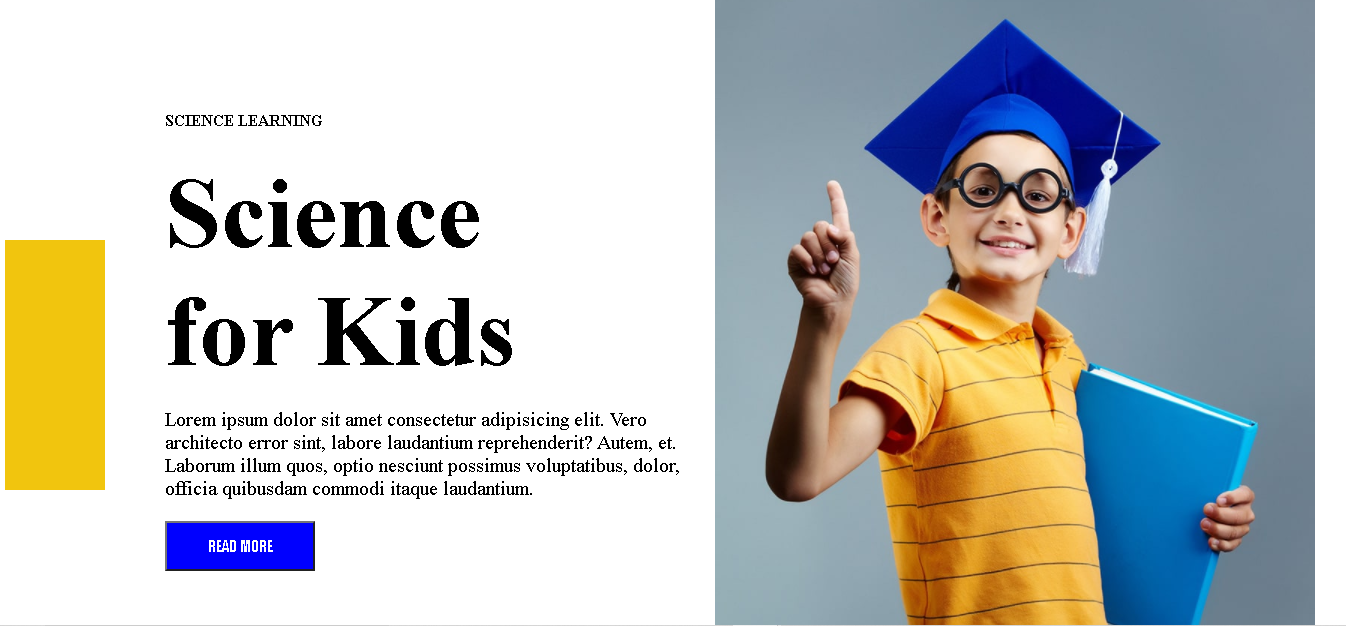 SCIENCE LEARNING
Science
for Kids
Lorem ipsum dolor sit amet consectetur adipisicing elit. Vero
architecto error sint, labore laudantium reprehenderit? Autem, et.
Laborum illum quos, optio nesciunt possimus voluptatibus, dolor,
officia quibusdam commodi itaque laudantium.
READ MORE